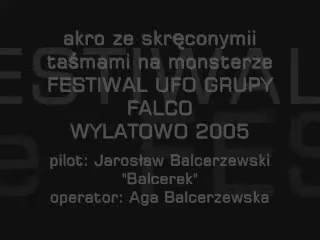 akro ze skręconymii
taśmami na monsterze
FESTIWAL UFO GRUPY
FALCO
WYLATOWO 2005
pilot: Jarosław Balcerzewski
"Balcerek"
operator: Aga Balcerzewska